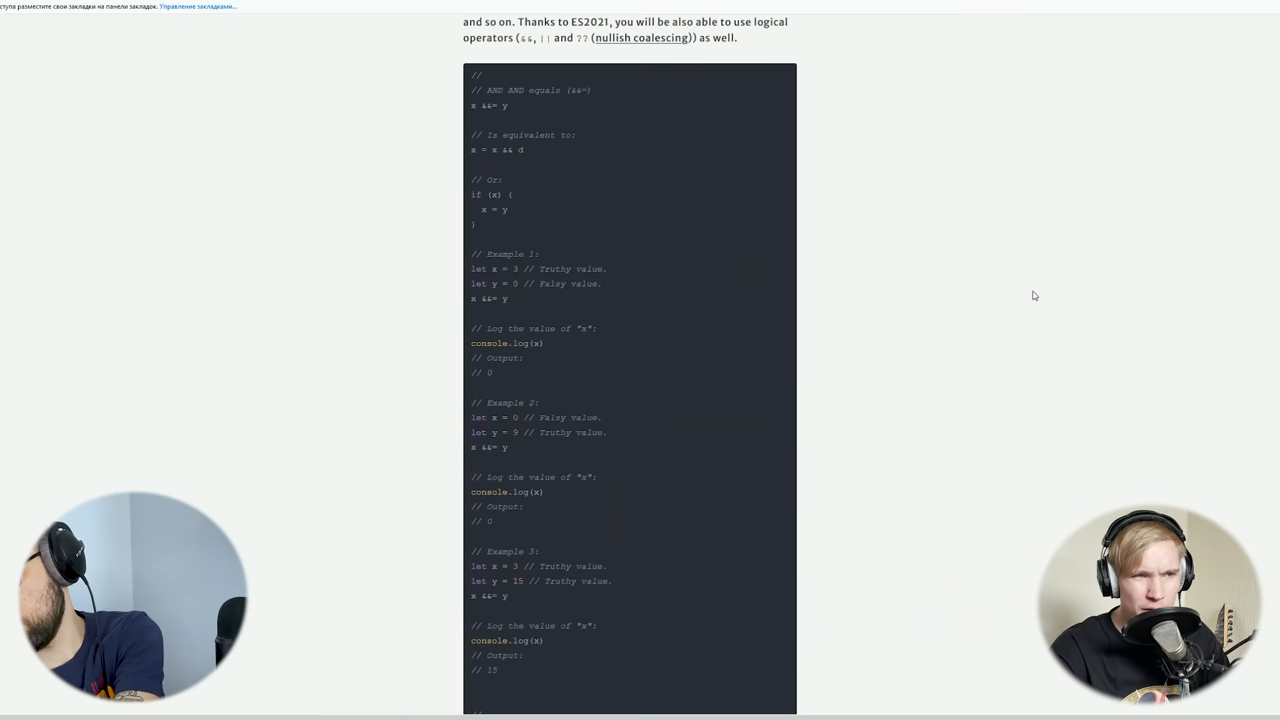 ступа разместите свои закладки на панели закладок. Управление закладками...
and so on. Thanks to ES2021, you will be also able to use logical
operators (&&, || and ?? (nullish coalescing)) as well.
//
// AND AND equals (&&=)
x &&= y
// Is equivalent to:
x = x && d
// Or:
if (x) {
x = y
}
// Example 1:
let x = 3 // Truthy value.
let y = 0 // Falsy value.
x &&= y
// Log the value of "x":
console.log(x)
// Output:
// 0
// Example 2:
let x = 0 // Falsy value.
let y = 9 // Truthy value.
x &&= y
// Log the value of "x":
console.log(x)
// Output:
// 0
// Example 3:
let x = 3 // Truthy value.
let y = 15 // Truthy value.
x &&= y
// Log the value of "x":
console.log(x)
// Output:
// 15
//